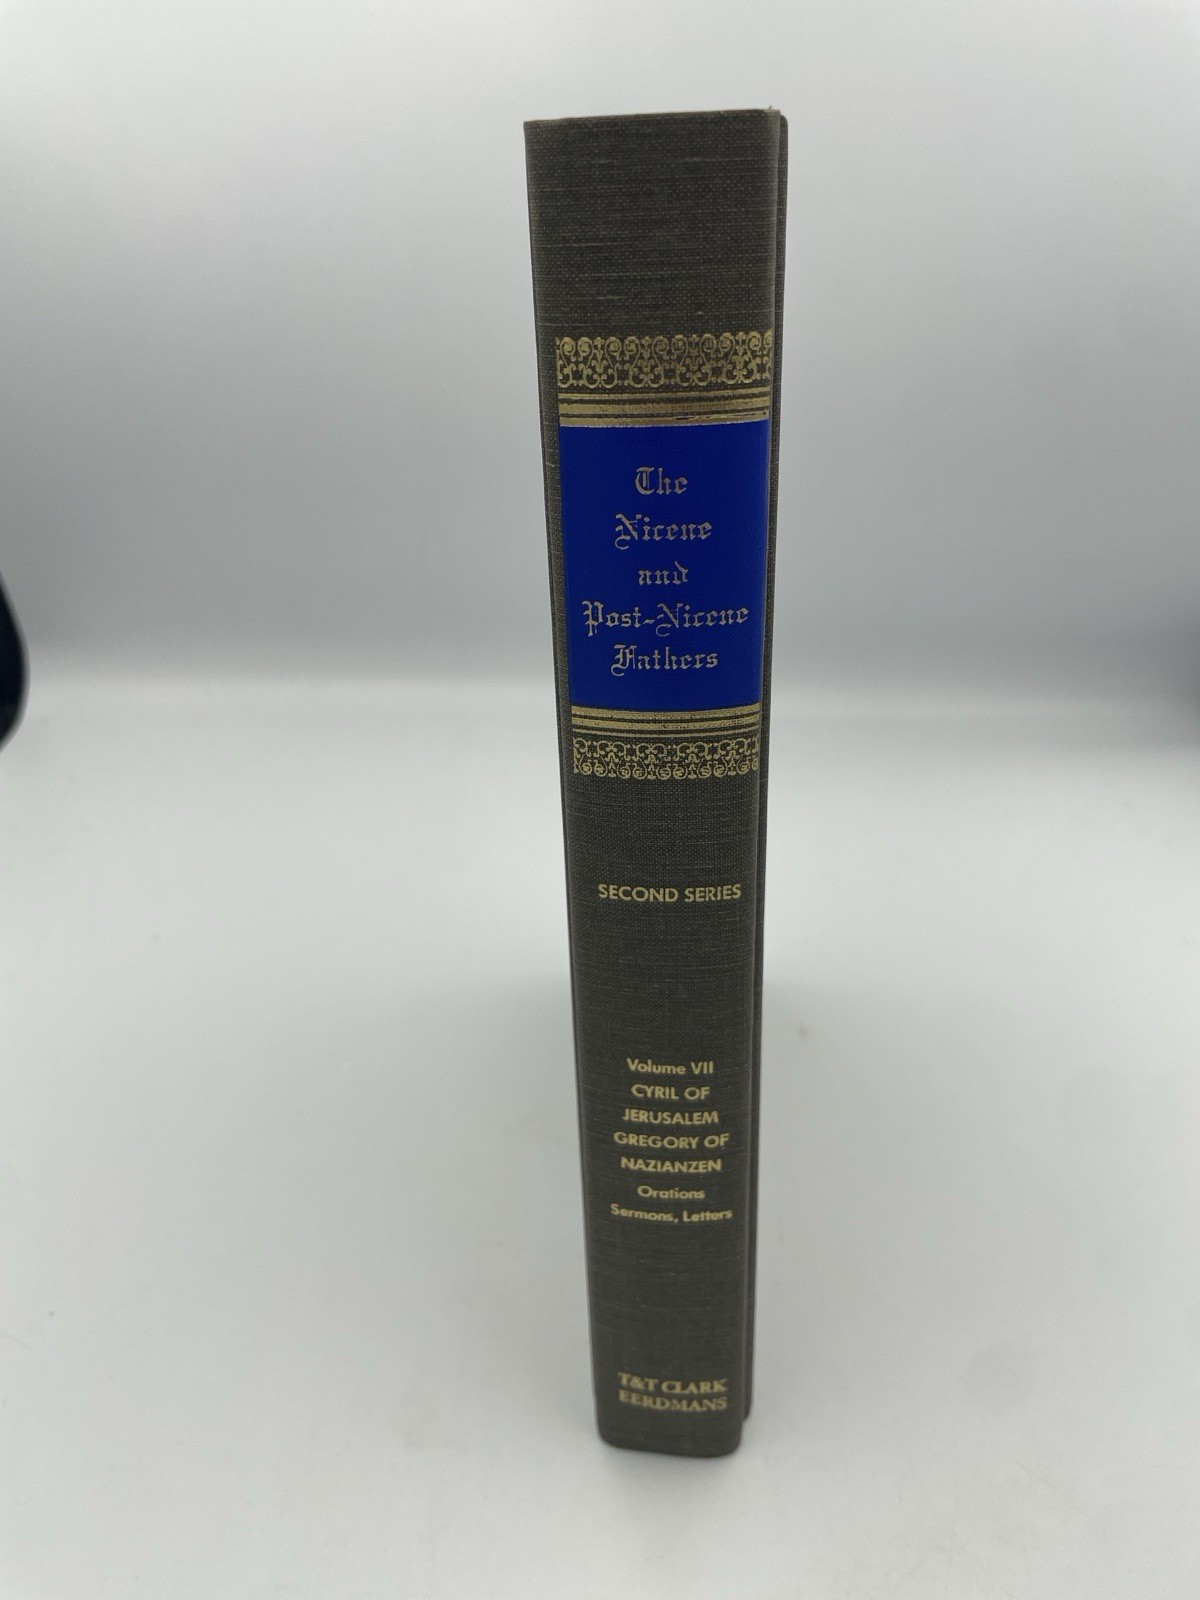 The
Nicene
and
Post-Nicene
Fathers
SECOND SERIES
Volume VII
CYRIL OF
JERUSALEM
GREGORY OF
NAZIANZEN
Orations
Sermons, Letters
T&T CLARK
EERDMANS